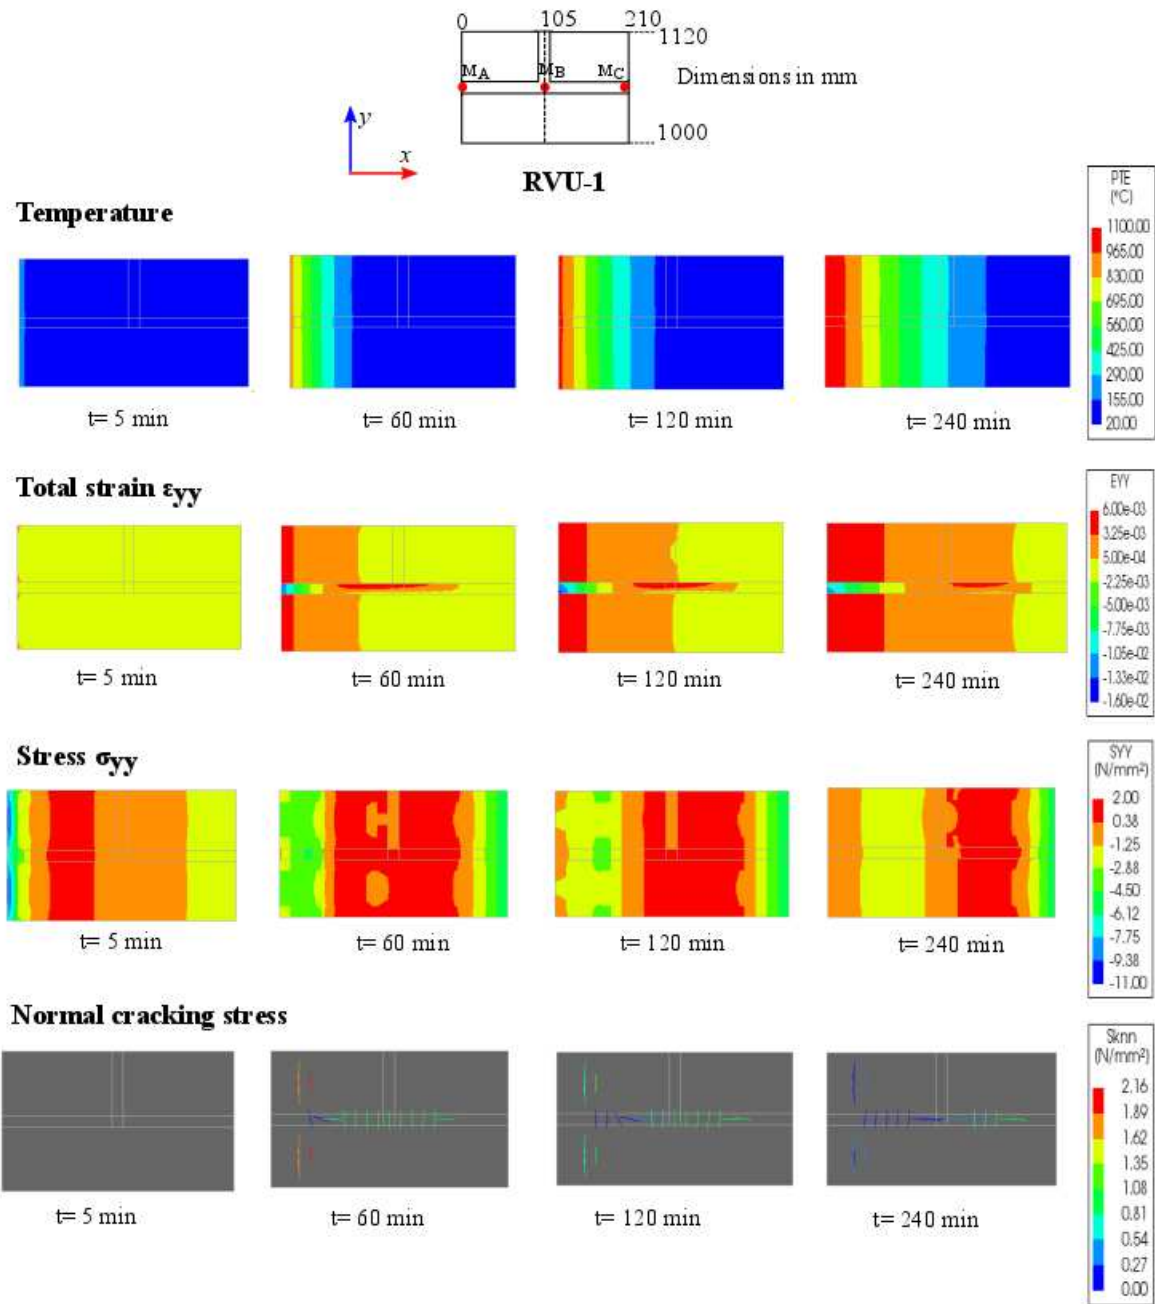 0 105 210
1120
MA MB MC
Dimensions in mm
y
x
1000
RVU-1
Temperature
PTE
(°C)
1100.00
965.00
830.00
695.00
560.00
425.00
290.00
155.00
20.00
t= 5 min t= 60 min t= 120 min t= 240 min
Total strain εyy
EYY
6.00e-03
3.25e-03
5.00e-04
-2.25e-03
-5.00e-03
-7.75e-03
-1.05e-02
-1.33e-02
-1.60e-02
t= 5 min t= 60 min t= 120 min t= 240 min
Stress σyy
SYY
(N/mm²)
2.00
0.38
-1.25
-2.88
-4.50
-6.12
-7.75
-9.38
-11.00
t= 5 min t= 60 min t= 120 min t= 240 min
Normal cracking stress
Sknn
(N/mm²)
2.16
1.89
1.62
1.35
1.08
0.81
0.54
0.27
0.00
t= 5 min t= 60 min t= 120 min t= 240 min